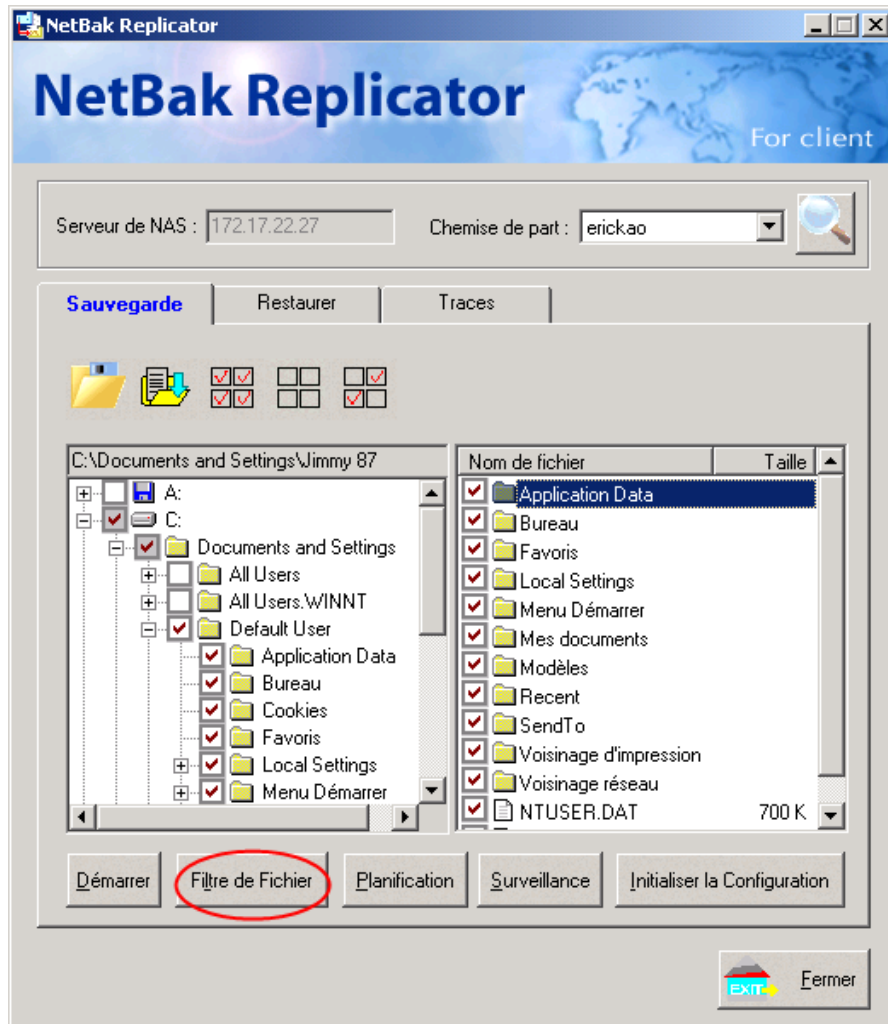 NetBak Replicator
NetBak Replicator
For client
Serveur de NAS : 172.17.22.27 Chemise de part : erickao
Sauvegarde Restaurer Traces
C:\Documents and Settings\Jimmy 87
A:
C:
Documents and Settings
All Users
All Users.WINNT
Default User
Application Data
Bureau
Cookies
Favoris
Local Settings
Menu Démarrer
Nom de fichier Taille
Application Data
Bureau
Favoris
Local Settings
Menu Démarrer
Mes documents
Modèles
Recent
SendTo
Voisinage d'impression
Voisinage réseau
NTUSER.DAT 700 K
Démarrer Filtre de Fichier Planification Surveillance Initialiser la Configuration
EXIT Fermer